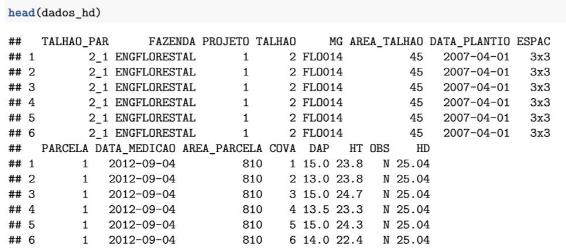 head(dados_hd)
##   TALHAO_PAR      FAZENDA PROJETO TALHAO     MG AREA_TALHAO DATA_PLANTIO ESPAC
## 1        2_1 ENGFLORESTAL       1      2 FLO014          45   2007-04-01   3x3
## 2        2_1 ENGFLORESTAL       1      2 FLO014          45   2007-04-01   3x3
## 3        2_1 ENGFLORESTAL       1      2 FLO014          45   2007-04-01   3x3
## 4        2_1 ENGFLORESTAL       1      2 FLO014          45   2007-04-01   3x3
## 5        2_1 ENGFLORESTAL       1      2 FLO014          45   2007-04-01   3x3
## 6        2_1 ENGFLORESTAL       1      2 FLO014          45   2007-04-01   3x3
##   PARCELA DATA_MEDICAO AREA_PARCELA COVA  DAP   HT OBS    HD
## 1       1   2012-09-04          810    1 15.0 23.8   N 25.04
## 2       1   2012-09-04          810    2 13.0 23.8   N 25.04
## 3       1   2012-09-04          810    3 15.0 24.7   N 25.04
## 4       1   2012-09-04          810    4 13.5 23.3   N 25.04
## 5       1   2012-09-04          810    5 15.0 24.3   N 25.04
## 6       1   2012-09-04          810    6 14.0 22.4   N 25.04